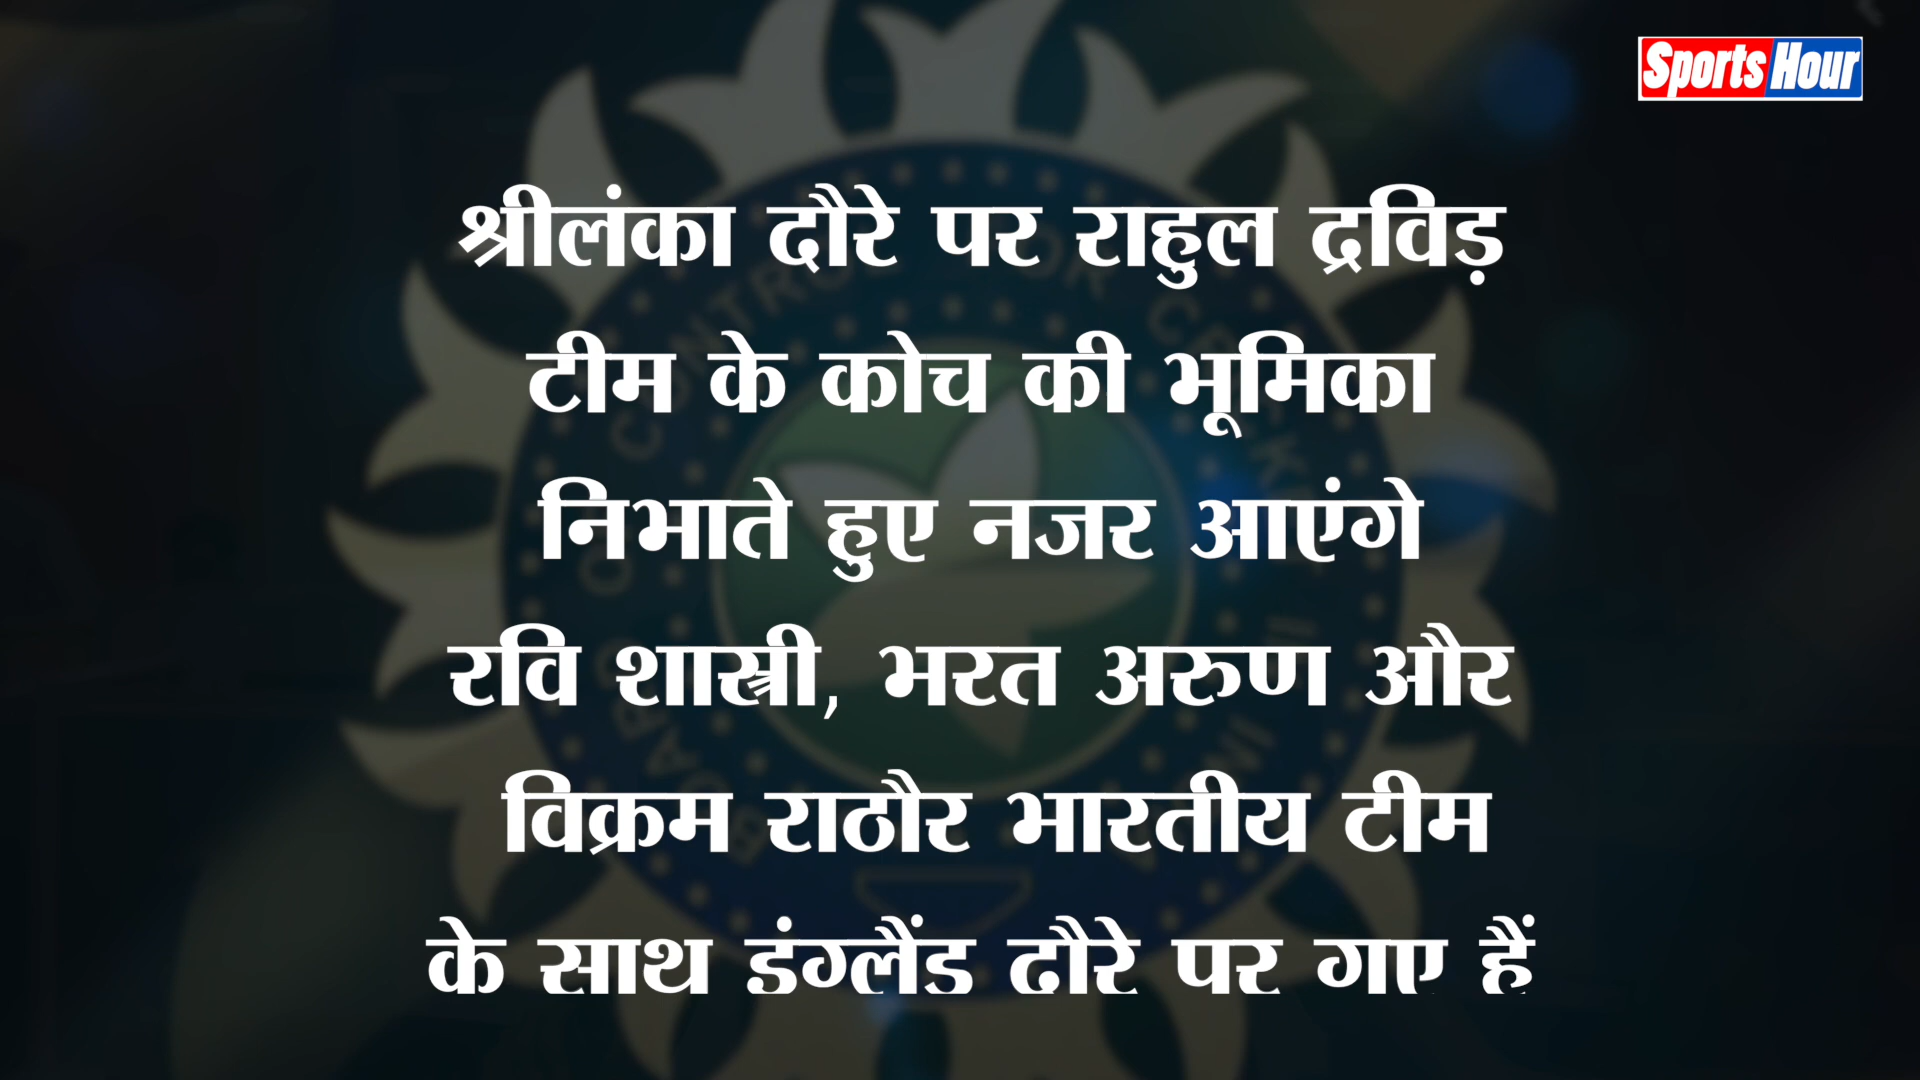 Sports Hour
श्रीलंका दौरे पर राहुल द्रविड़
टीम के कोच की भूमिका
निभाते हुए नजर आएंगे
रवि शास्त्री, भरत अरुण और
विक्रम राठौर भारतीय टीम
के साथ इंग्लैंड दौरे पर गए हैं